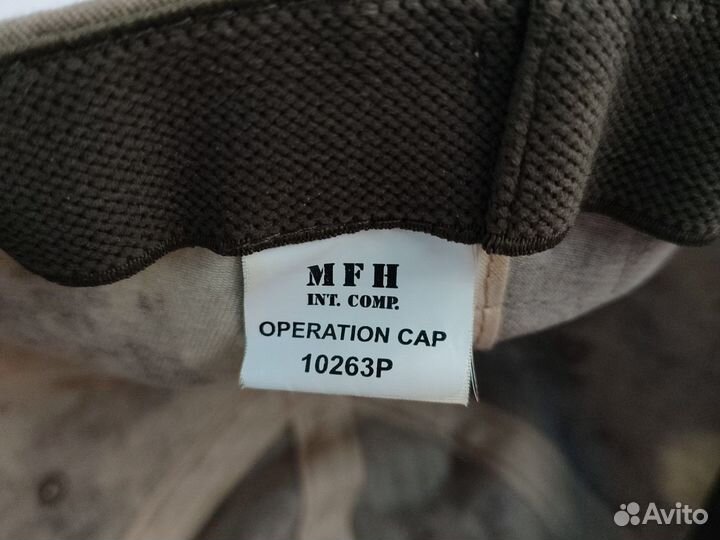 MFH
INT. COMP.
OPERATION CAP
10263P
Avito